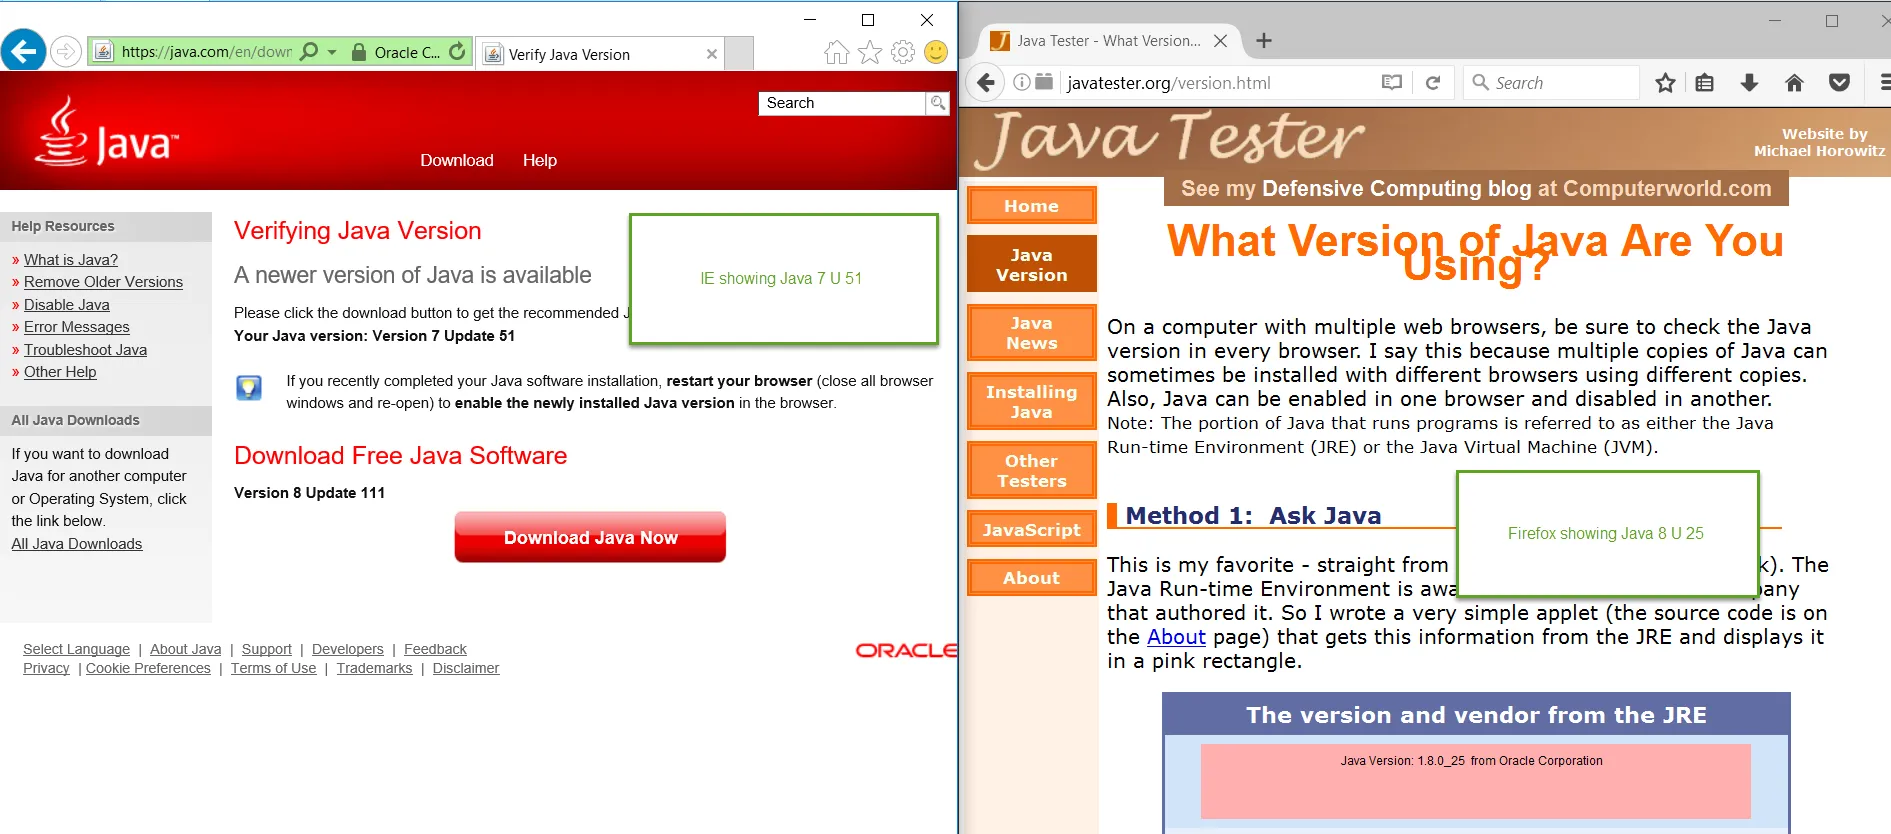 https://java.com/en/dowr
Oracle C...
Verify Java Version
Search
Java™
Download
Help
Help Resources
» What is Java?
» Remove Older Versions
» Disable Java
» Error Messages
» Troubleshoot Java
» Other Help
All Java Downloads
If you want to download
Java for another computer
or Operating System, click
the link below.
All Java Downloads
Verifying Java Version
A newer version of Java is available
Please click the download button to get the recommended J
Your Java version: Version 7 Update 51
IE showing Java 7 U 51
If you recently completed your Java software installation, restart your browser (close all browser
windows and re-open) to enable the newly installed Java version in the browser.
Download Free Java Software
Version 8 Update 111
Download Java Now
Select Language | About Java | Support | Developers | Feedback
Privacy | Cookie Preferences | Terms of Use | Trademarks | Disclaimer
ORACLE
Java Tester - What Version...
javatester.org/version.html
Search
Java Tester
Website by
Michael Horowitz
See my Defensive Computing blog at Computerworld.com
Home
Java
Version
Java
News
Installing
Java
Other
Testers
JavaScript
About
What Version of Java Are You
Using?
On a computer with multiple web browsers, be sure to check the Java
version in every browser. I say this because multiple copies of Java can
sometimes be installed with different browsers using different copies.
Also, Java can be enabled in one browser and disabled in another.
Note: The portion of Java that runs programs is referred to as either the Java
Run-time Environment (JRE) or the Java Virtual Machine (JVM).
Method 1: Ask Java
Firefox showing Java 8 U 25
This is my favorite - straight from k). The
Java Run-time Environment is awa pany
that authored it. So I wrote a very simple applet (the source code is on
the About page) that gets this information from the JRE and displays it
in a pink rectangle.
The version and vendor from the JRE
Java Version: 1.8.0_25 from Oracle Corporation